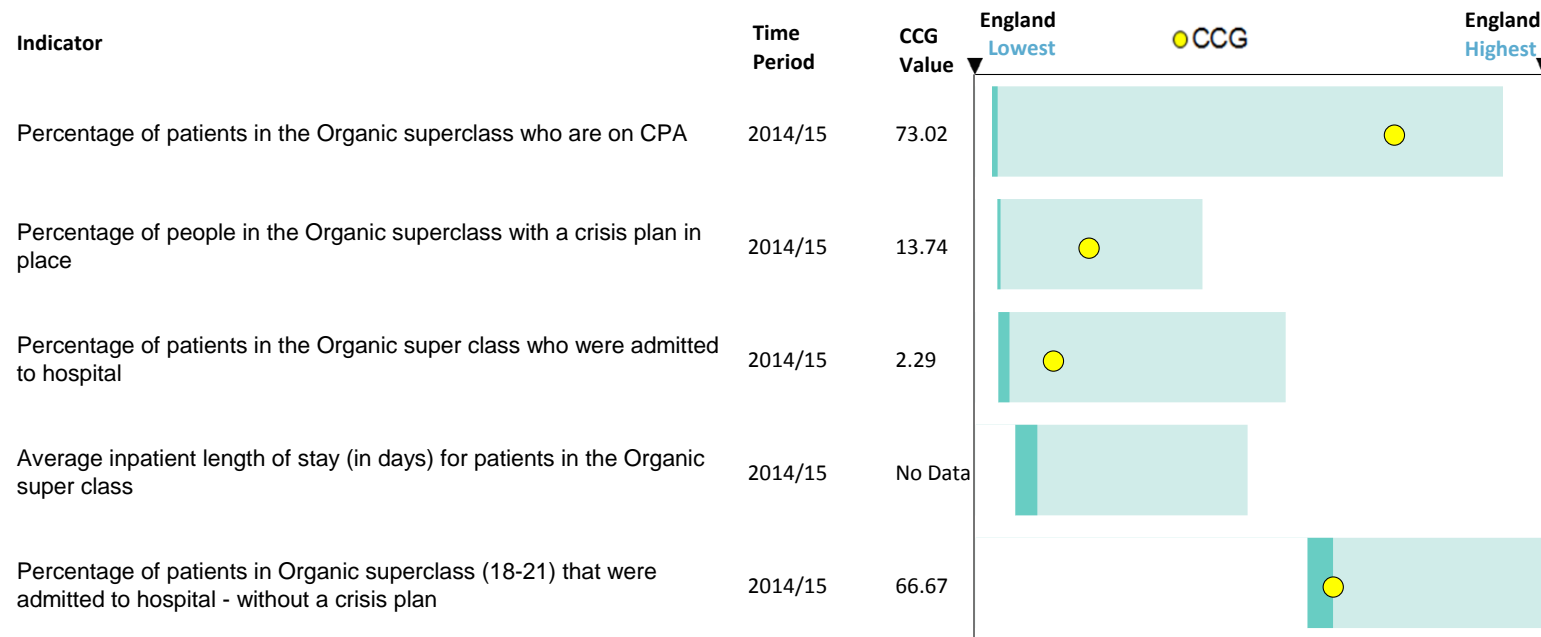 Indicator
Time
Period
CCG
Value
England
Lowest
CCG
England
Highest
Percentage of patients in the Organic superclass who are on CPA
2014/15
73.02
Percentage of people in the Organic superclass with a crisis plan in
place
2014/15
13.74
Percentage of patients in the Organic super class who were admitted
to hospital
2014/15
2.29
Average inpatient length of stay (in days) for patients in the Organic
super class
2014/15
No Data
Percentage of patients in Organic superclass (18-21) that were
admitted to hospital - without a crisis plan
2014/15
66.67